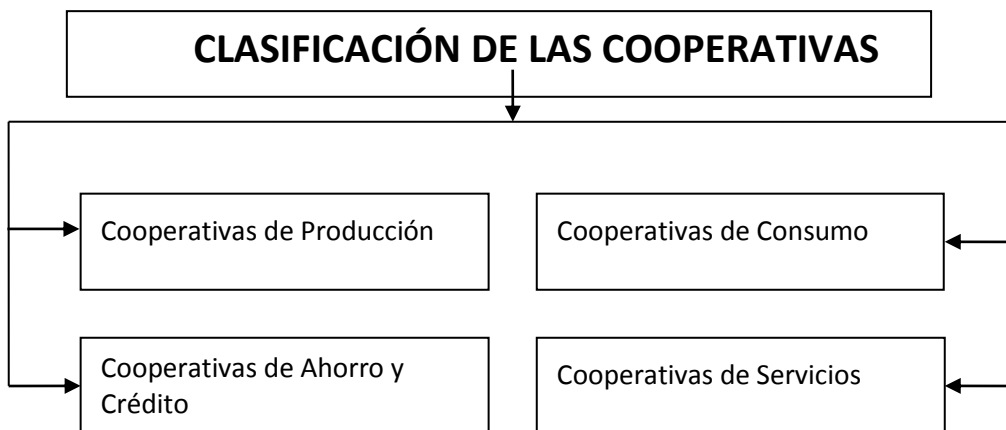 CLASIFICACIÓN DE LAS COOPERATIVAS
Cooperativas de Producción
Cooperativas de Consumo
Cooperativas de Ahorro y
Crédito
Cooperativas de Servicios